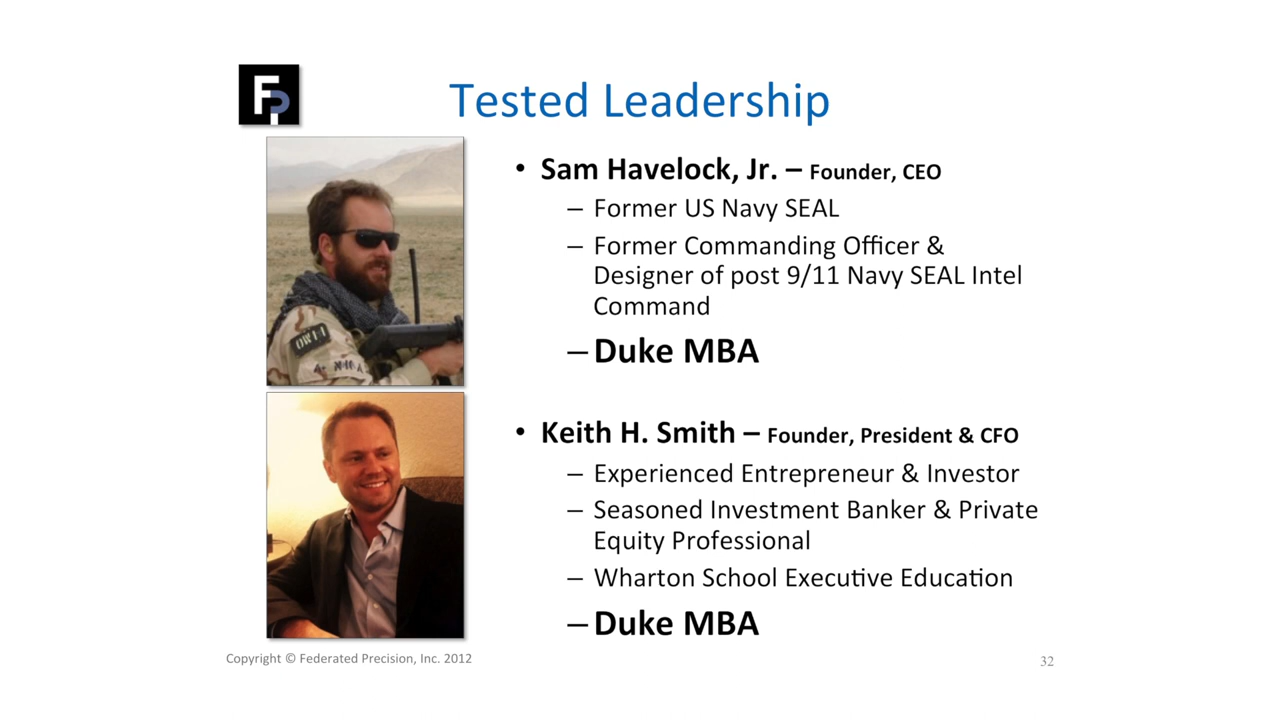 FPI
Tested Leadership
• Sam Havelock, Jr. – Founder, CEO
– Former US Navy SEAL
– Former Commanding Officer &
Designer of post 9/11 Navy SEAL Intel
Command
– Duke MBA
• Keith H. Smith – Founder, President & CFO
– Experienced Entrepreneur & Investor
– Seasoned Investment Banker & Private
Equity Professional
– Wharton School Executive Education
– Duke MBA
Copyright © Federated Precision, Inc. 2012
32